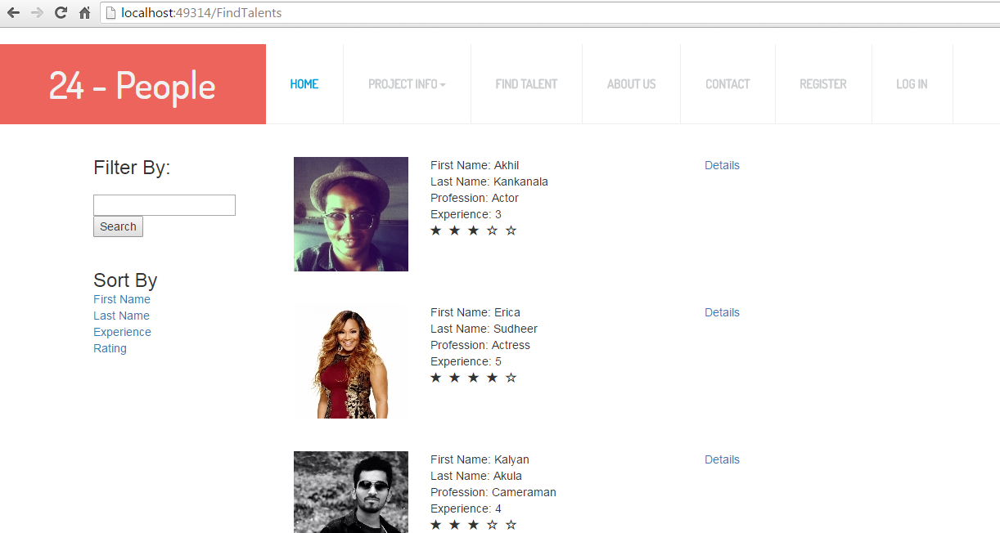 localhost:49314/FindTalents
24 - People
HOME
PROJECT INFO
FIND TALENT
ABOUT US
CONTACT
REGISTER
LOG IN
Filter By:
Search
Sort By
First Name
Last Name
Experience
Rating
First Name: Akhil
Last Name: Kankanala
Profession: Actor
Experience: 3
★ ★ ★ ☆ ☆
Details
First Name: Erica
Last Name: Sudheer
Profession: Actress
Experience: 5
★ ★ ★ ★ ☆
Details
First Name: Kalyan
Last Name: Akula
Profession: Cameraman
Experience: 4
★ ★ ★ ☆ ☆
Details